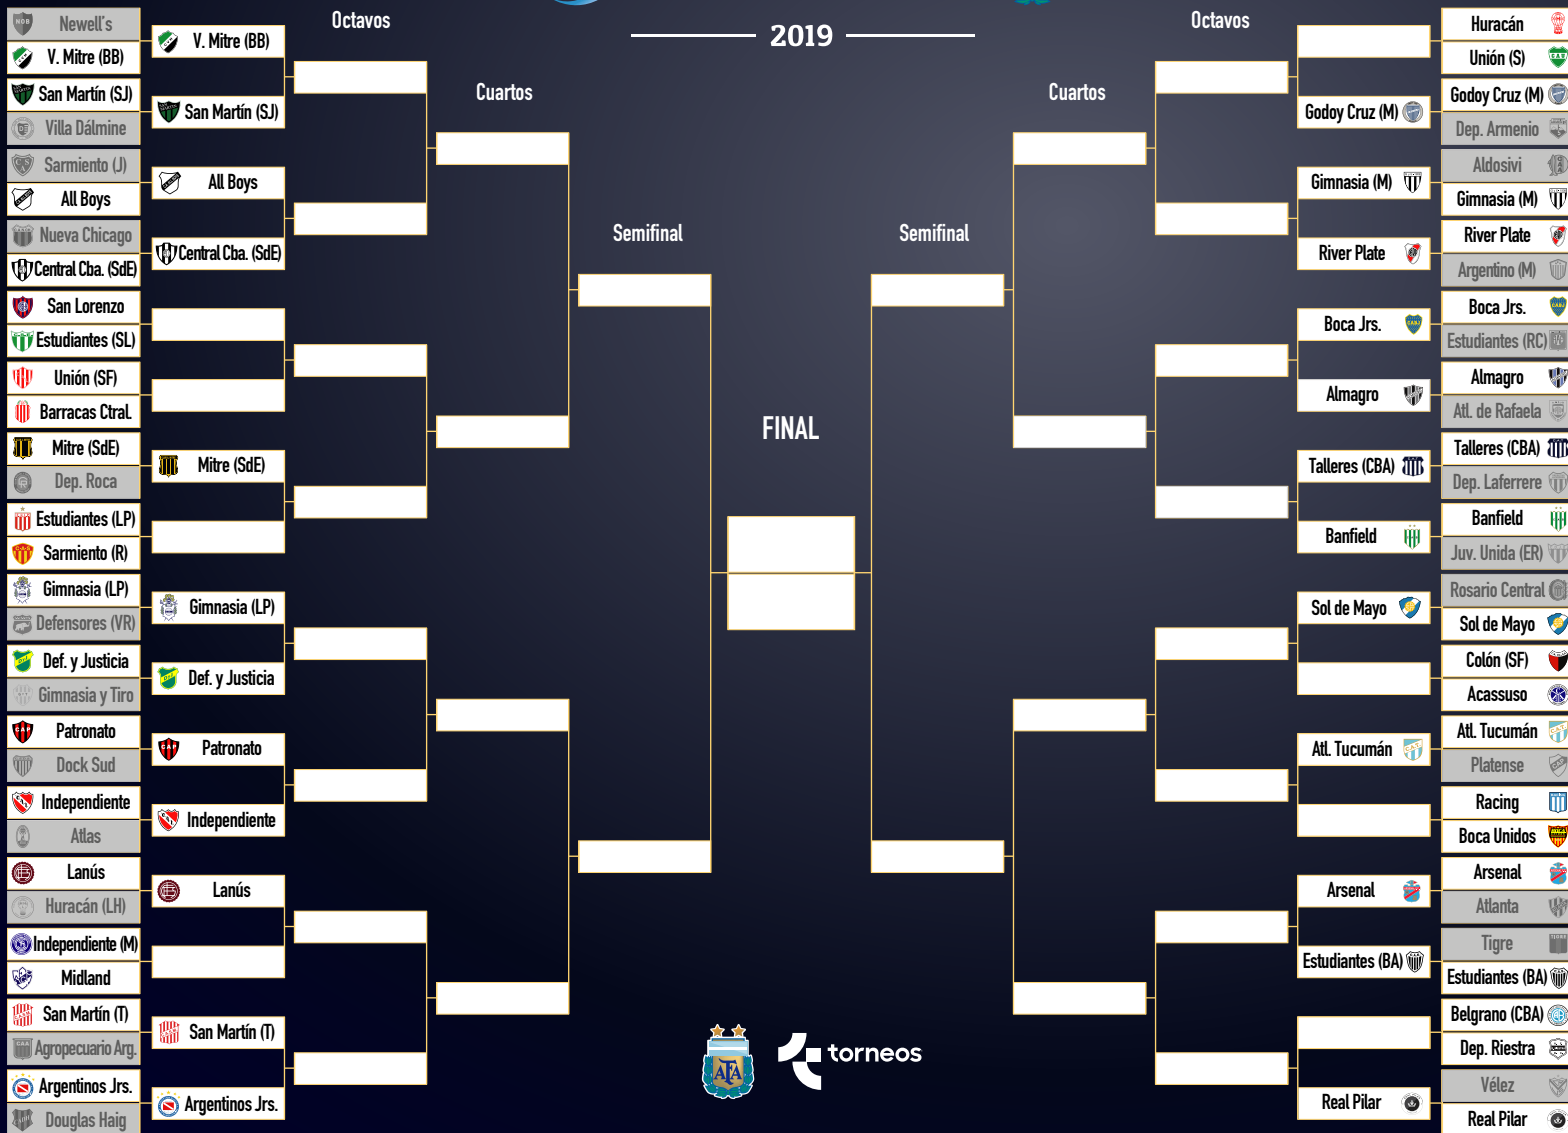 Octavos
2019
Octavos
Cuartos
Cuartos
Semifinal
Semifinal
FINAL
Newell's
V. Mitre (BB)
San Martín (SJ)
Villa Dálmine
Sarmiento (J)
All Boys
Nueva Chicago
Central Cba. (SdE)
San Lorenzo
Estudiantes (SL)
Unión (SF)
Barracas Ctral.
Mitre (SdE)
Dep. Roca
Estudiantes (LP)
Sarmiento (R)
Gimnasia (LP)
Defensores (VR)
Def. y Justicia
Gimnasia y Tiro
Patronato
Dock Sud
Independiente
Atlas
Lanús
Huracán (LH)
Independiente (M)
Midland
San Martín (T)
Agropecuario Arg.
Argentinos Jrs.
Douglas Haig
V. Mitre (BB)
San Martín (SJ)
All Boys
Central Cba. (SdE)
Mitre (SdE)
Gimnasia (LP)
Def. y Justicia
Patronato
Independiente
Lanús
San Martín (T)
Argentinos Jrs.
AFA
torneos
Godoy Cruz (M)
Gimnasia (M)
River Plate
Boca Jrs.
Almagro
Talleres (CBA)
Banfield
Sol de Mayo
Atl. Tucumán
Arsenal
Estudiantes (BA)
Real Pilar
Huracán
Unión (S)
Godoy Cruz (M)
Dep. Armenio
Aldosivi
Gimnasia (M)
River Plate
Argentino (M)
Boca Jrs.
Estudiantes (RC)
Almagro
Atl. de Rafaela
Talleres (CBA)
Dep. Laferrere
Banfield
Juv. Unida (ER)
Rosario Central
Sol de Mayo
Colón (SF)
Acassuso
Atl. Tucumán
Platense
Racing
Boca Unidos
Arsenal
Atlanta
Tigre
Estudiantes (BA)
Belgrano (CBA)
Dep. Riestra
Vélez
Real Pilar